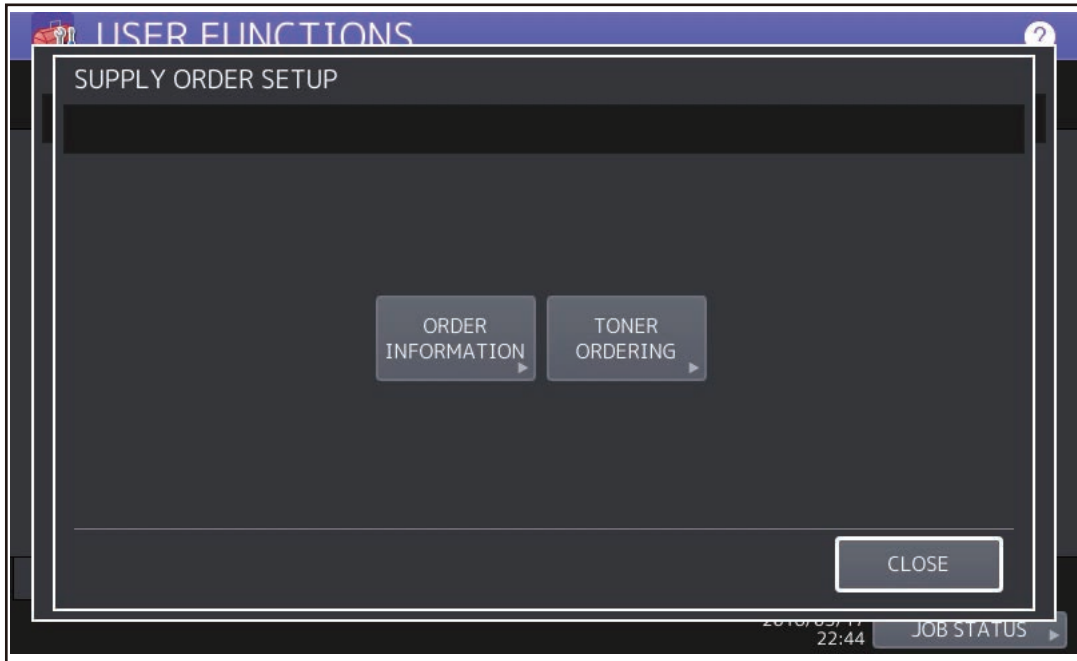 USER FUNCTIONS
?
SUPPLY ORDER SETUP
ORDER
INFORMATION
TONER
ORDERING
CLOSE
22:44
JOB STATUS